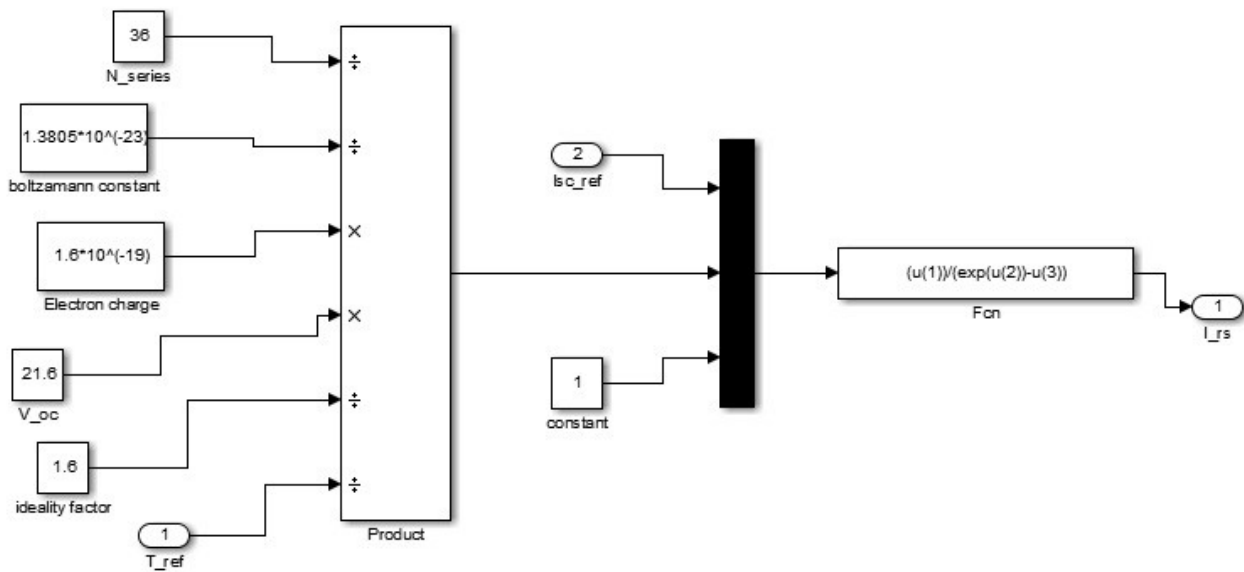 36
N_series
÷
1.3805*10^(-23)
boltzamann constant
÷
1.6*10^(-19)
Electron charge
×
21.6
V_oc
×
1.6
ideality factor
÷
1
T_ref
÷
Product
2
Isc_ref
1
constant
(u(1))/(exp(u(2))-u(3))
Fcn
1
I_rs